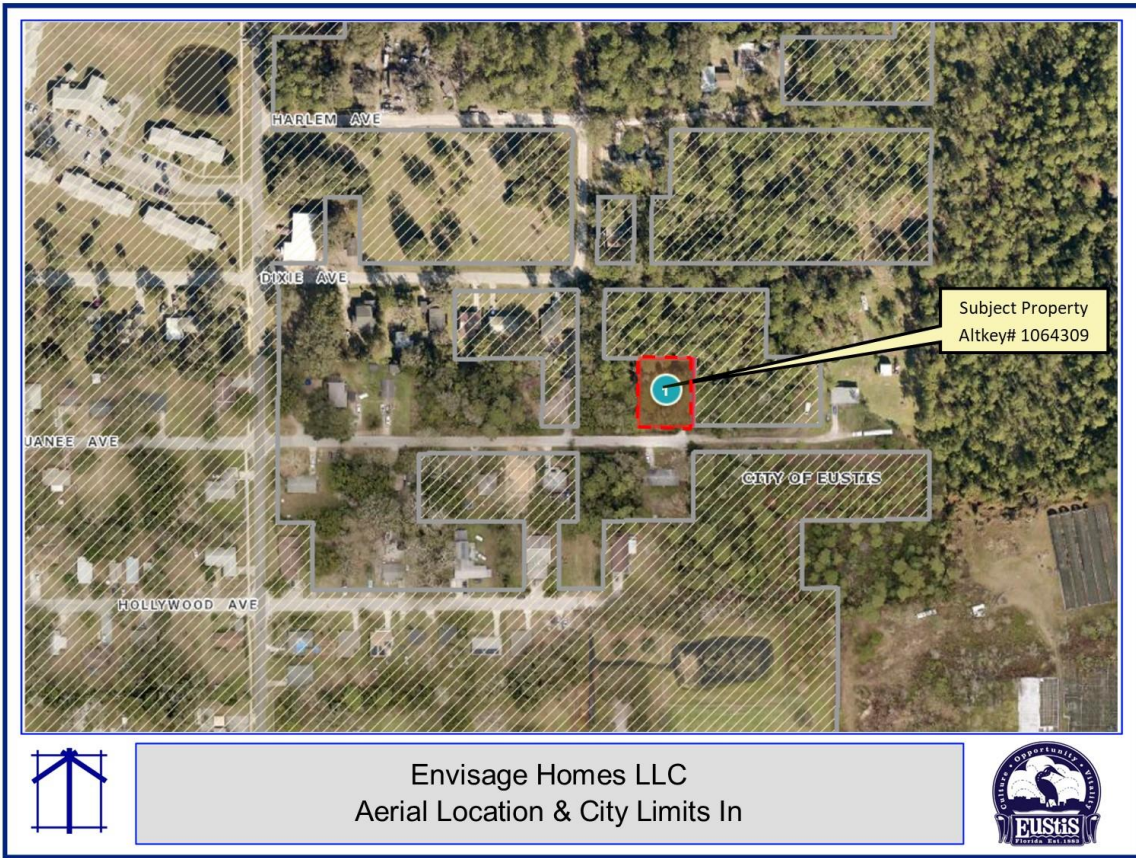 HARLEM AVE
DIXIE AVE
Subject Property
Altkey# 1064309
1
UANEE AVE
CITY OF EUSTIS
HOLLYWOOD AVE
Envisage Homes LLC
Aerial Location & City Limits In
Culture · Opportunity · Vitality
EUSTIS
Florida Est. 1883